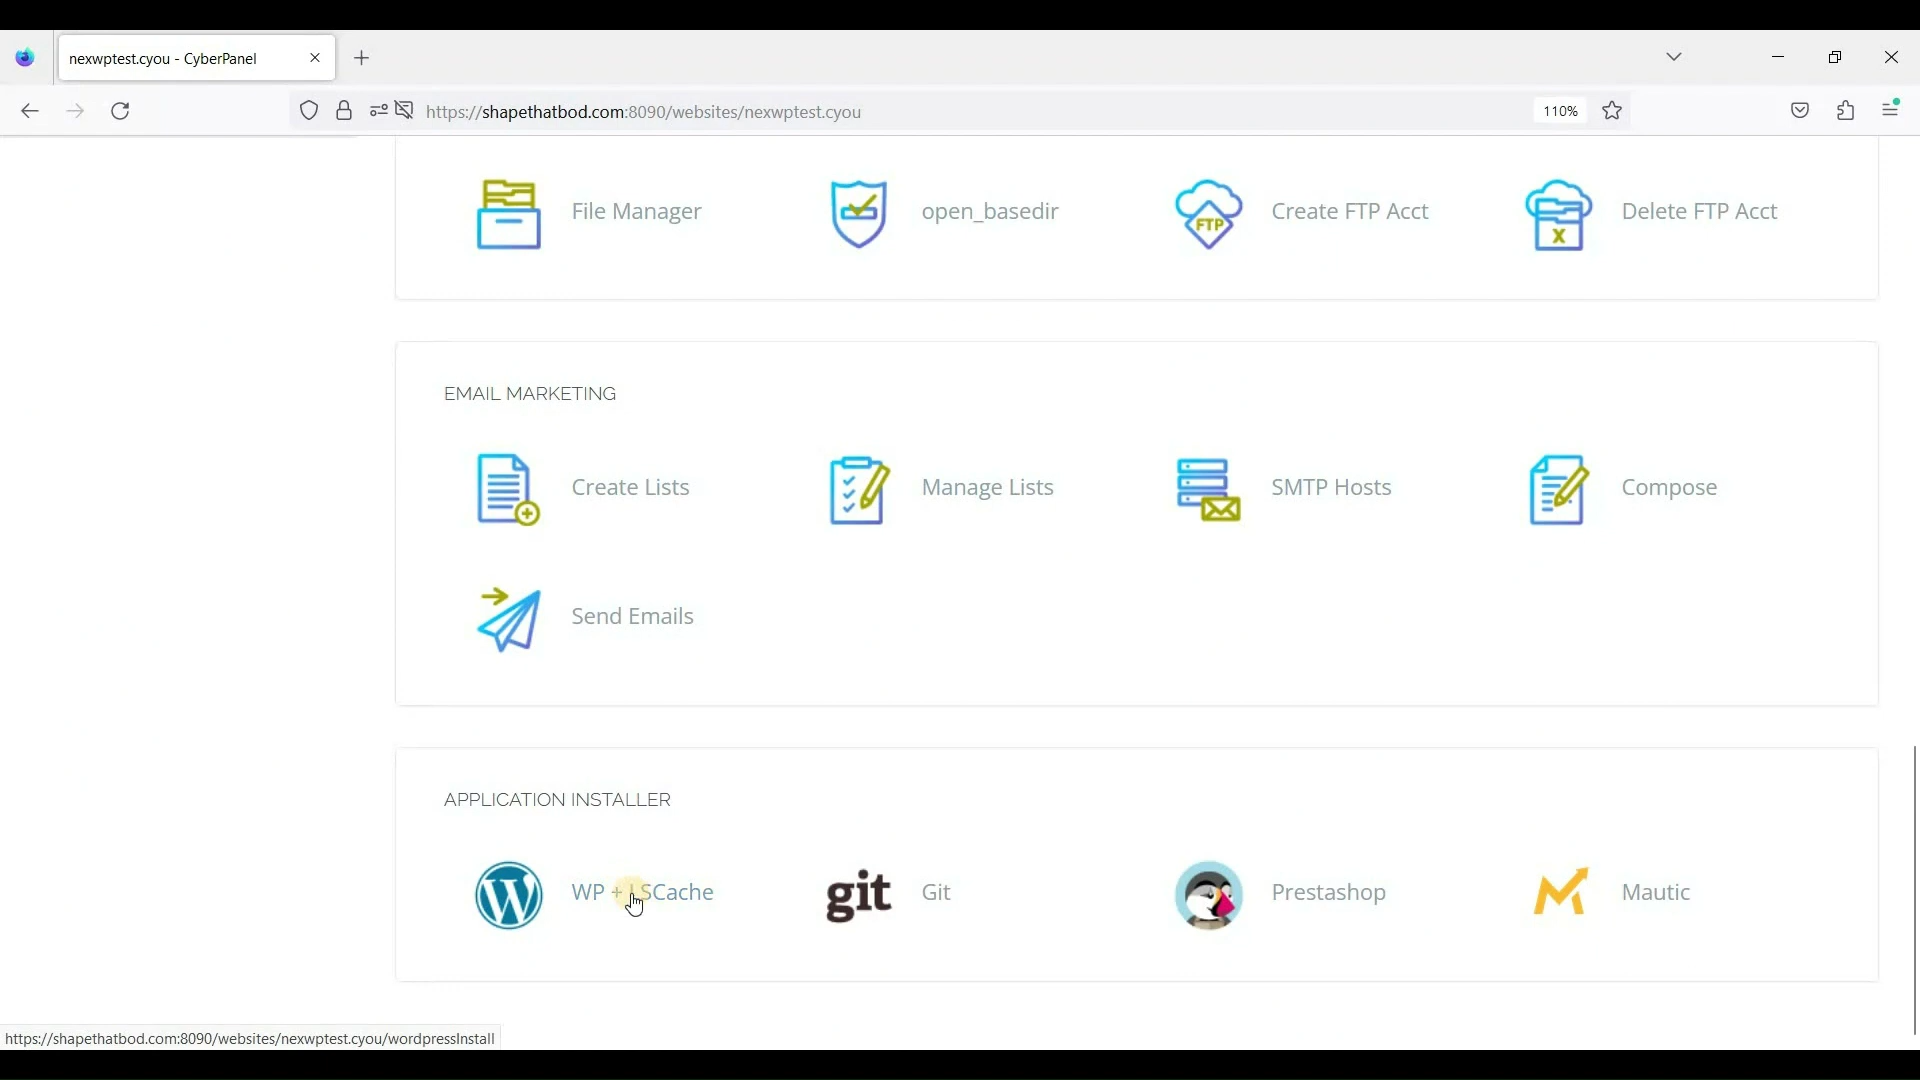 nexwptest.cyou - CyberPanel
https://shapethatbod.com:8090/websites/nexwptest.cyou
110%
File Manager
open_basedir
FTP
Create FTP Acct
X
Delete FTP Acct
EMAIL MARKETING
Create Lists
Manage Lists
SMTP Hosts
Compose
Send Emails
APPLICATION INSTALLER
WP + LSCache
git
Git
Prestashop
Mautic
https://shapethatbod.com:8090/websites/nexwptest.cyou/wordpressInstall